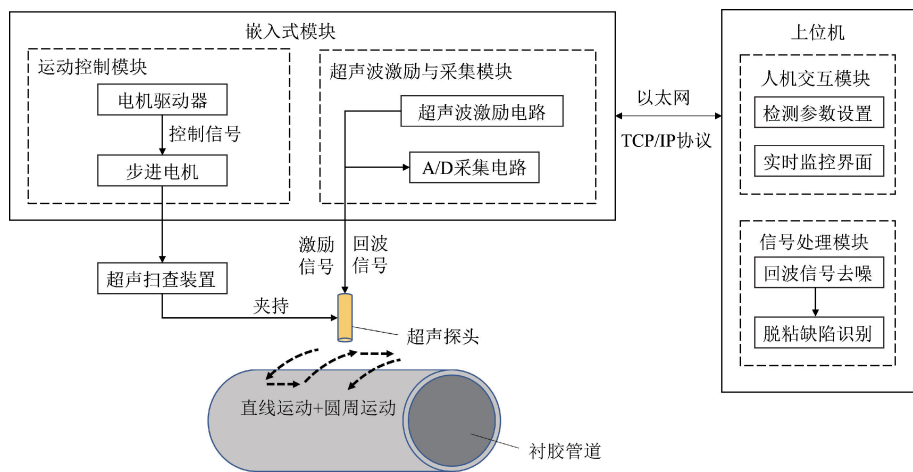 嵌入式模块
运动控制模块
电机驱动器
控制信号
步进电机
超声波激励与采集模块
超声波激励电路
A/D采集电路
以太网
TCP/IP协议
上位机
人机交互模块
检测参数设置
实时监控界面
信号处理模块
回波信号去噪
脱粘缺陷识别
激励
信号
回波
信号
超声扫查装置
夹持
超声探头
直线运动+圆周运动
衬胶管道